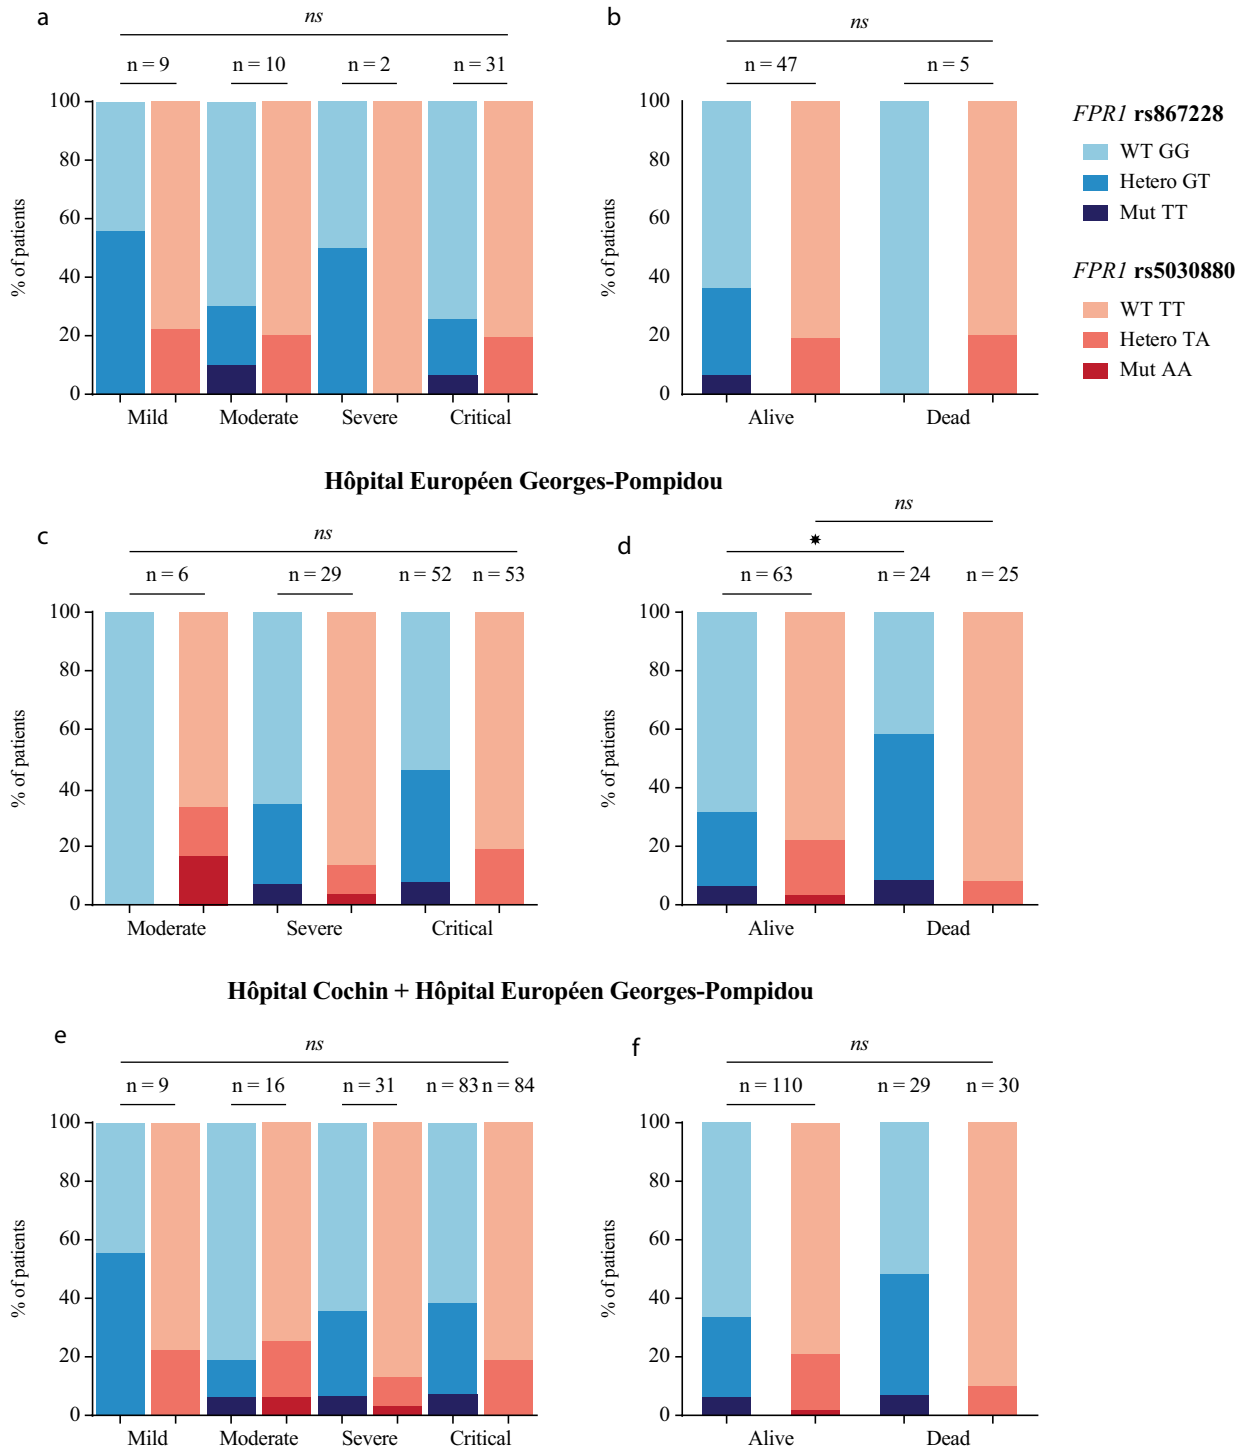 a
ns
n = 9
n = 10
n = 2
n = 31
% of patients
100
80
60
40
20
0
Mild
Moderate
Severe
Critical
b
ns
n = 47
n = 5
% of patients
100
80
60
40
20
0
Alive
Dead
FPR1 rs867228
WT GG
Hetero GT
Mut TT
FPR1 rs5030880
WT TT
Hetero TA
Mut AA
Hôpital Européen Georges-Pompidou
c
ns
n = 6
n = 29
n = 52
n = 53
% of patients
100
80
60
40
20
0
Moderate
Severe
Critical
d
ns
*
n = 63
n = 24
n = 25
% of patients
100
80
60
40
20
0
Alive
Dead
Hôpital Cochin + Hôpital Européen Georges-Pompidou
e
ns
n = 9
n = 16
n = 31
n = 83
n = 84
% of patients
100
80
60
40
20
0
Mild
Moderate
Severe
Critical
f
ns
n = 110
n = 29
n = 30
% of patients
100
80
60
40
20
0
Alive
Dead